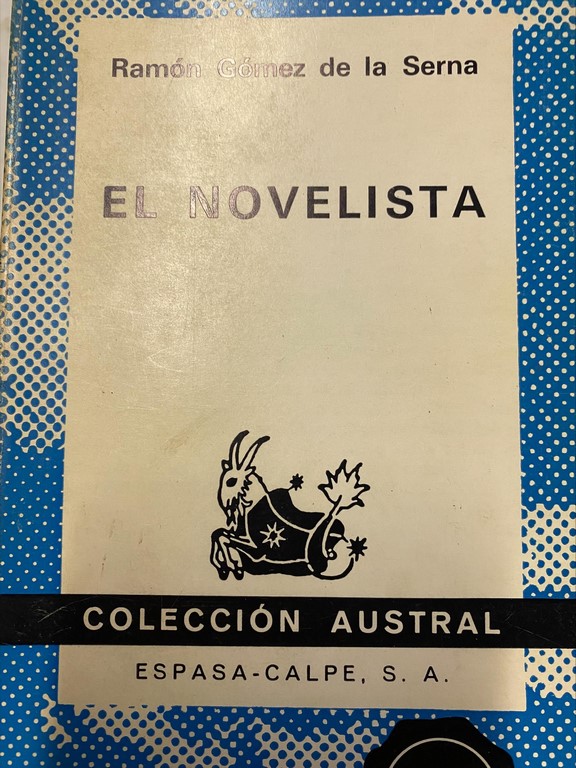 Ramón Gómez de la Serna
EL NOVELISTA
COLECCIÓN AUSTRAL
ESPASA-CALPE, S. A.